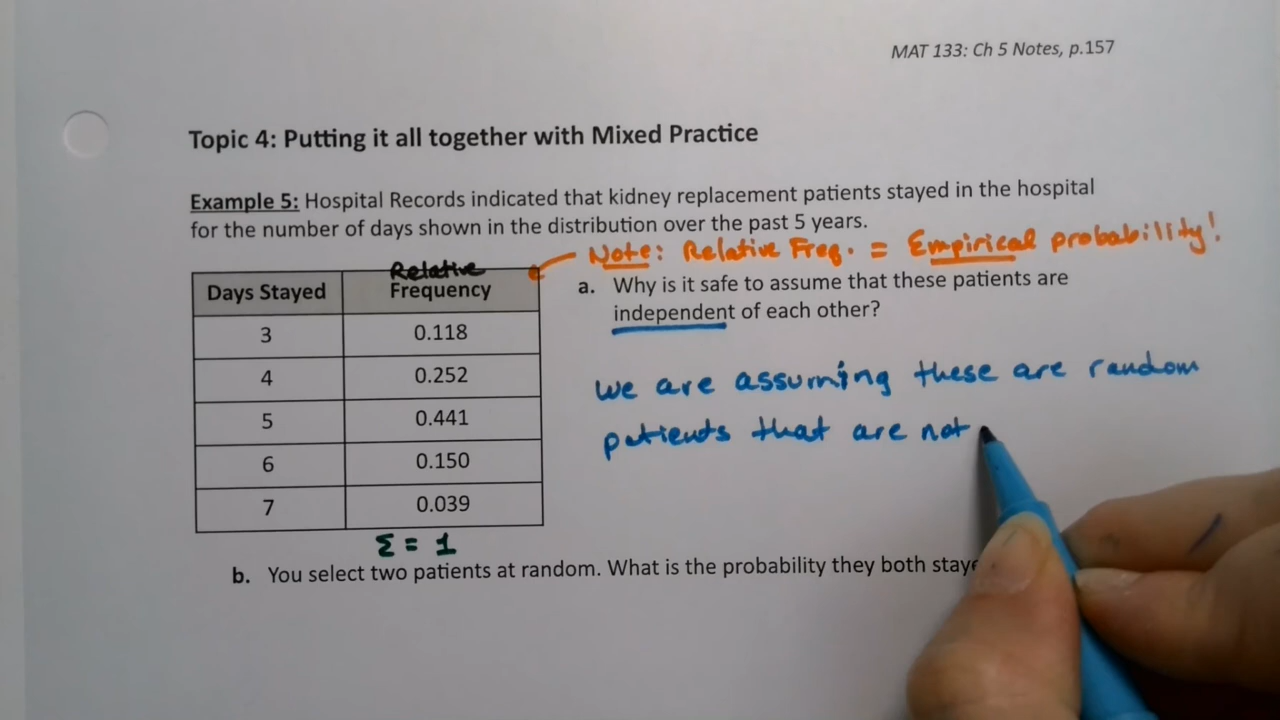 MAT 133: Ch 5 Notes, p.157
Topic 4: Putting it all together with Mixed Practice
Example 5: Hospital Records indicated that kidney replacement patients stayed in the hospital
for the number of days shown in the distribution over the past 5 years.
Note: Relative Freq. = Empirical probability!
Days Stayed Relative Frequency
3 0.118
4 0.252
5 0.441
6 0.150
7 0.039
Σ = 1
a. Why is it safe to assume that these patients are
independent of each other?
We are assuming these are random
patients that are not
b. You select two patients at random. What is the probability they both